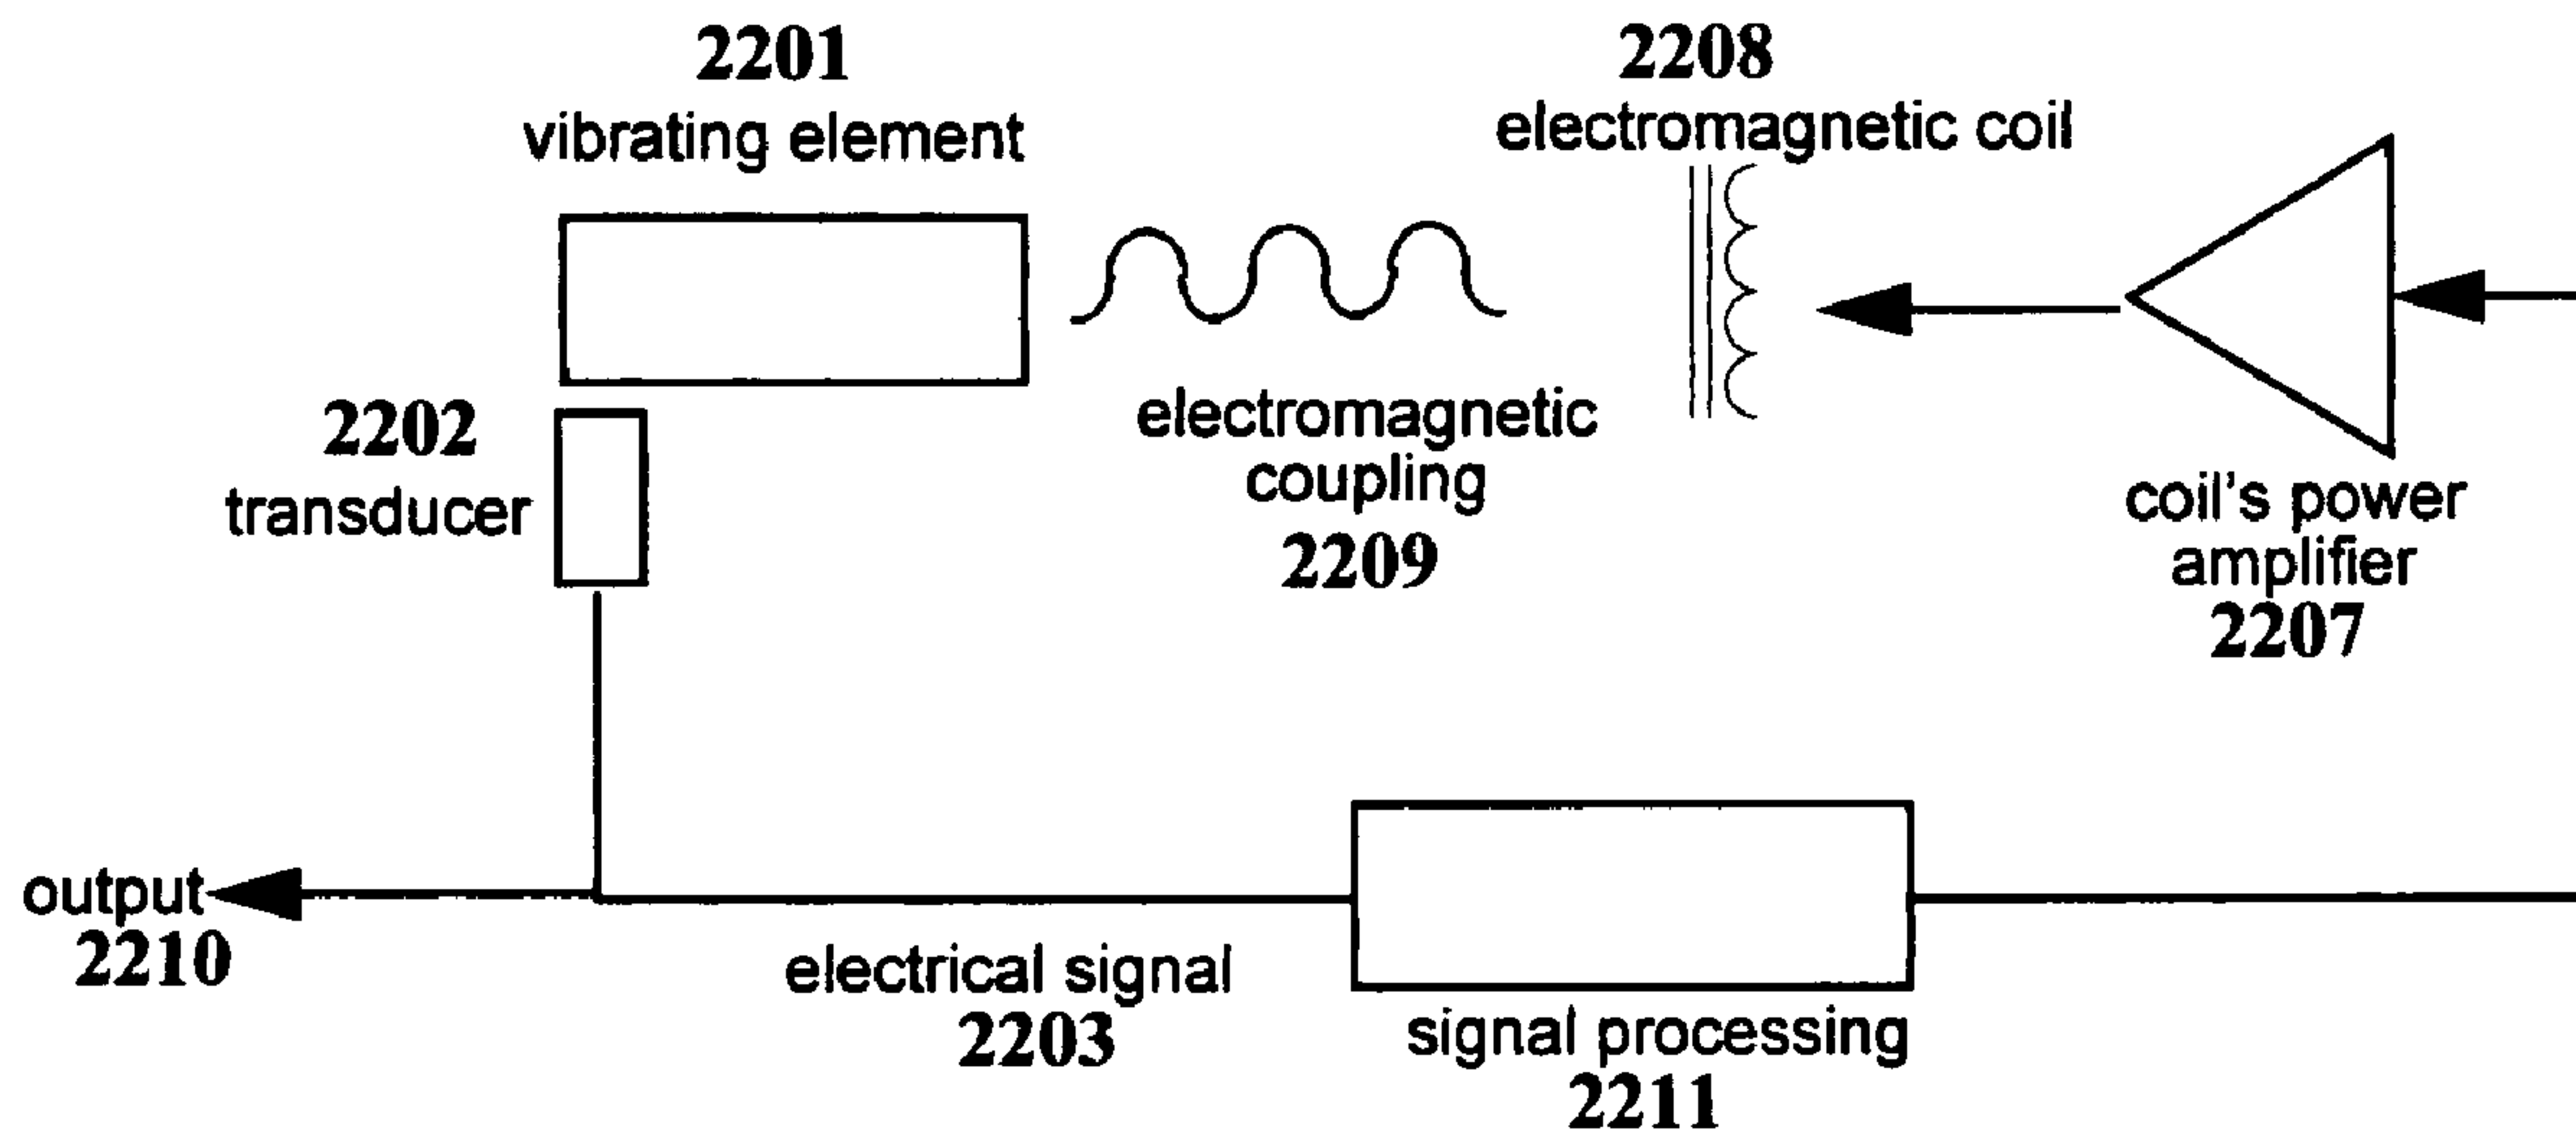 2201
vibrating element
2208
electromagnetic coil
2202
transducer
electromagnetic
coupling
2209
coil's power
amplifier
2207
output
2210
electrical signal
2203
signal processing
2211